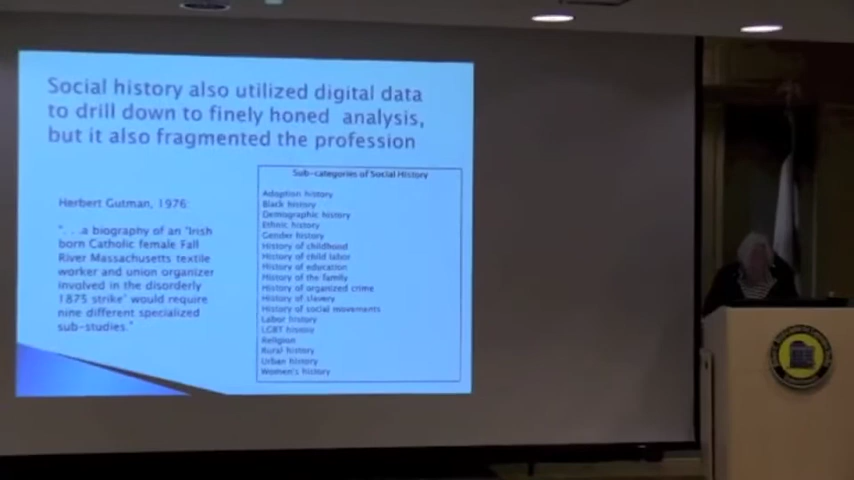 Social history also utilized digital data
to drill down to finely honed analysis,
but it also fragmented the profession
Herbert Gutman, 1976:
". . .a biography of an 'Irish
born Catholic female Fall
River Massachusetts textile
worker and union organizer
involved in the disorderly
1875 strike' would require
nine different specialized
sub-studies."
Sub-categories of Social History
Adoption history
Black history
Demographic history
Ethnic history
Gender history
History of childhood
History of child labor
History of education
History of the family
History of organized crime
History of slavery
History of social movements
Labor history
LGBT
Religion
Rural history
Urban history
Women's history